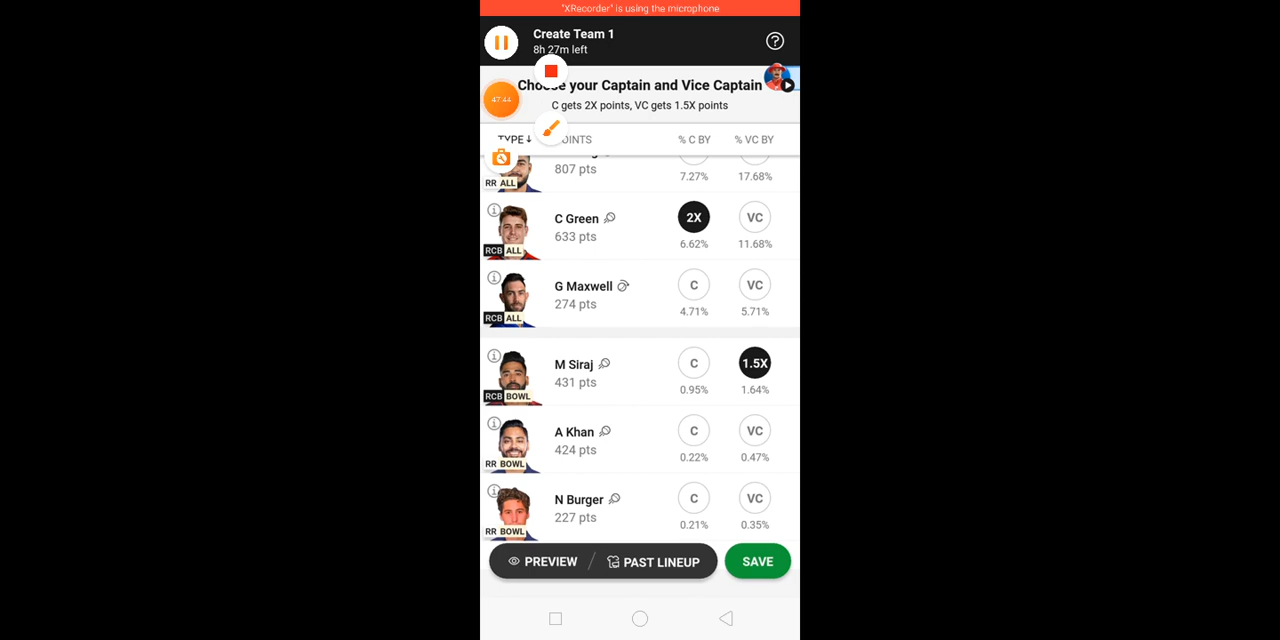 "XRecorder" is using the microphone
Create Team 1
8h 27m left
Choose your Captain and Vice Captain
47:44
C gets 2X points, VC gets 1.5X points
TYPE ↓ POINTS % C BY % VC BY
807 pts
7.27% 17.68%
RR ALL
C Green 2X VC
633 pts
6.62% 11.68%
RCB ALL
G Maxwell C VC
274 pts
4.71% 5.71%
RCB ALL
M Siraj C 1.5X
431 pts
0.95% 1.64%
RCB BOWL
A Khan C VC
424 pts
0.22% 0.47%
RR BOWL
N Burger C VC
227 pts
0.21% 0.35%
RR BOWL
PREVIEW / PAST LINEUP SAVE